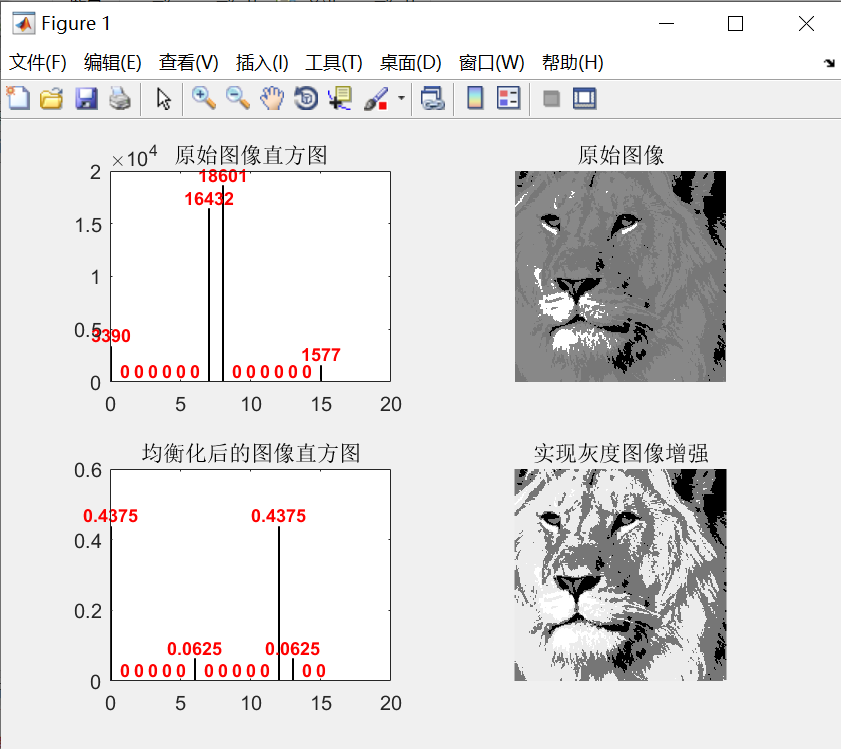 Figure 1
文件(F) 编辑(E) 查看(V) 插入(I) 工具(T) 桌面(D) 窗口(W) 帮助(H)
×10^4 原始图像直方图
原始图像
2
18601
16432
1.5
1
0.5
3390
1577
0 0 0 0 0 0 0 0 0 0 0 0
0
0 5 10 15 20
均衡化后的图像直方图
实现灰度图像增强
0.6
0.4375 0.4375
0.4
0.2
0.0625 0.0625
0 0 0 0 0 0 0 0 0 0 0 0
0
0 5 10 15 20